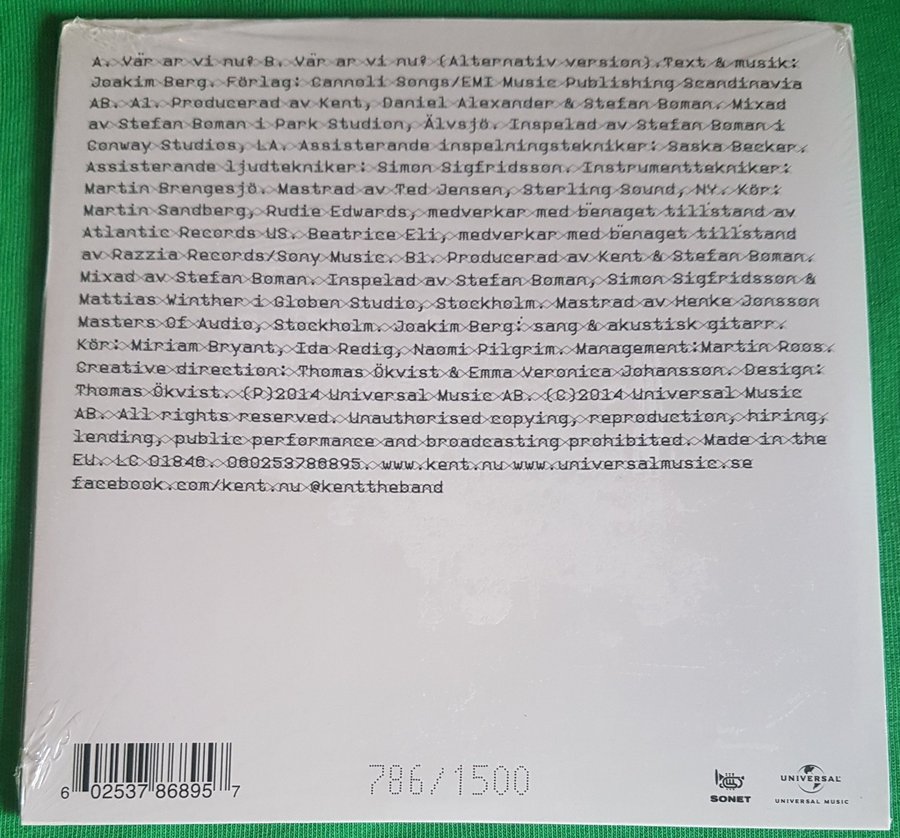 A. Vär ar vi nu? B. Vär ar vi nu? (Alternativ version).Text & musik:
Joakim Berg. Förlag: Cannoli Songs/EMI Music Publishing Scandinavia
AB. A1. Producerad av Kent, Daniel Alexander & Stefan Boman. Mixad
av Stefan Boman i Park Studion, Älvsjö. Inspelad av Stefan Boman i
Conway Studios, LA. Assisterande inspelningstekniker: Saska Becker.
Assisterande ljudtekniker: Simon Sigfridsson. Instrumenttekniker:
Martin Brengesjö. Mastrad av Ted Jensen, Sterling Sound, NY. Kör:
Martin Sandberg, Rudie Edwards, medverkar med benaget tillstand av
Atlantic Records US. Beatrice Eli, medverkar med benaget tillstand
av Razzia Records/Sony Music. B1. Producerad av Kent & Stefan Boman.
Mixad av Stefan Boman. Inspelad av Stefan Boman, Simon Sigfridsson &
Mattias Winther i Globen Studio, Stockholm. Mastrad av Henke Jonsson
Masters Of Audio, Stockholm. Joakim Berg: sang & akustisk gitarr.
Kör: Miriam Bryant, Ida Redig, Naomi Pilgrim. Management:Martin Roos.
Creative direction: Thomas Ökvist & Emma Veronica Johansson. Design:
Thomas Ökvist. (P)2014 Universal Music AB. (C)2014 Universal Music
AB. All rights reserved. Unauthorised copying, reproduction, hiring,
lending, public performance and broadcasting prohibited. Made in the
EU. LC 01846. 060253786895. www.kent.nu www.universalmusic.se
facebook.com/kent.nu @kenttheband
6 02537 86895 7
786/1500
SONET
UNIVERSAL
UNIVERSAL MUSIC